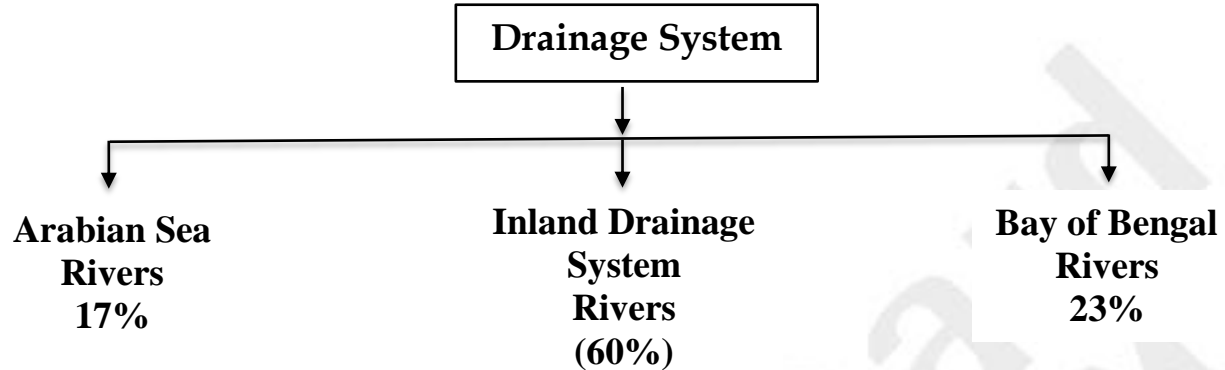 Drainage System
Arabian Sea
Rivers
17%
Inland Drainage
System
Rivers
(60%)
Bay of Bengal
Rivers
23%